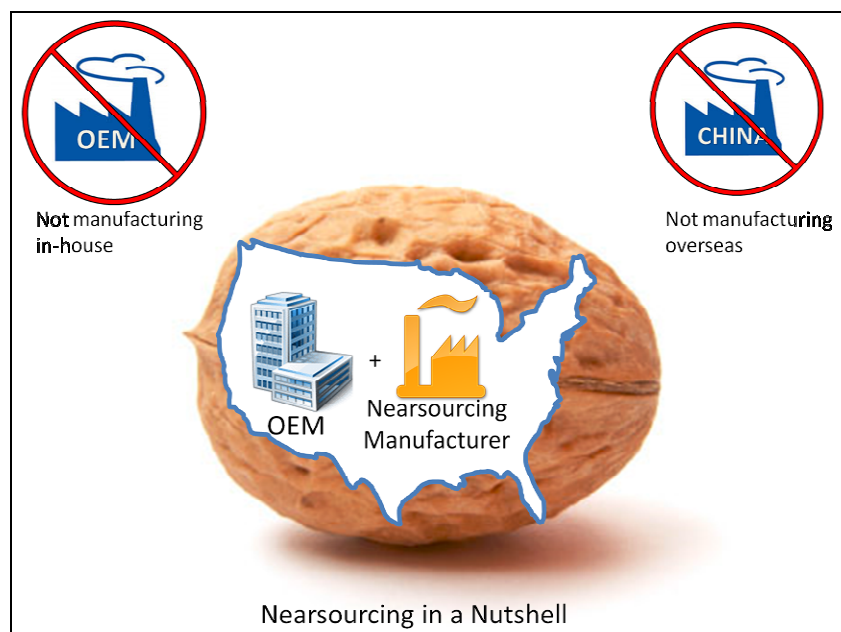 OEM
CHINA
Not manufacturing
in-house
Not manufacturing
overseas
+
OEM
Nearsourcing
Manufacturer
Nearsourcing in a Nutshell